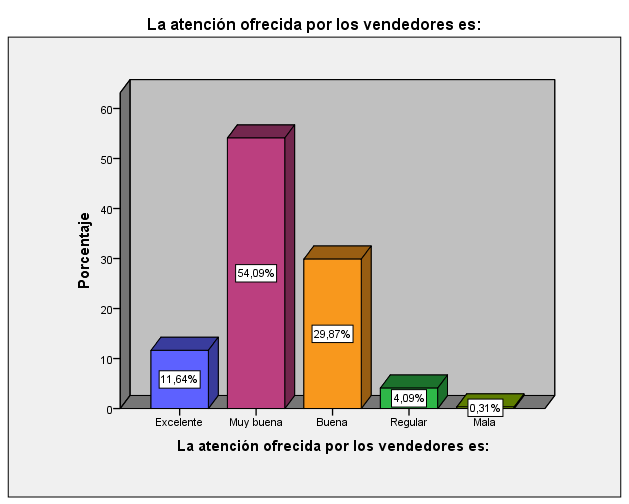 La atención ofrecida por los vendedores es:
60
50
40
30
20
10
0
Porcentaje
11,64%
54,09%
29,87%
4,09%
0,31%
Excelente
Muy buena
Buena
Regular
Mala
La atención ofrecida por los vendedores es: